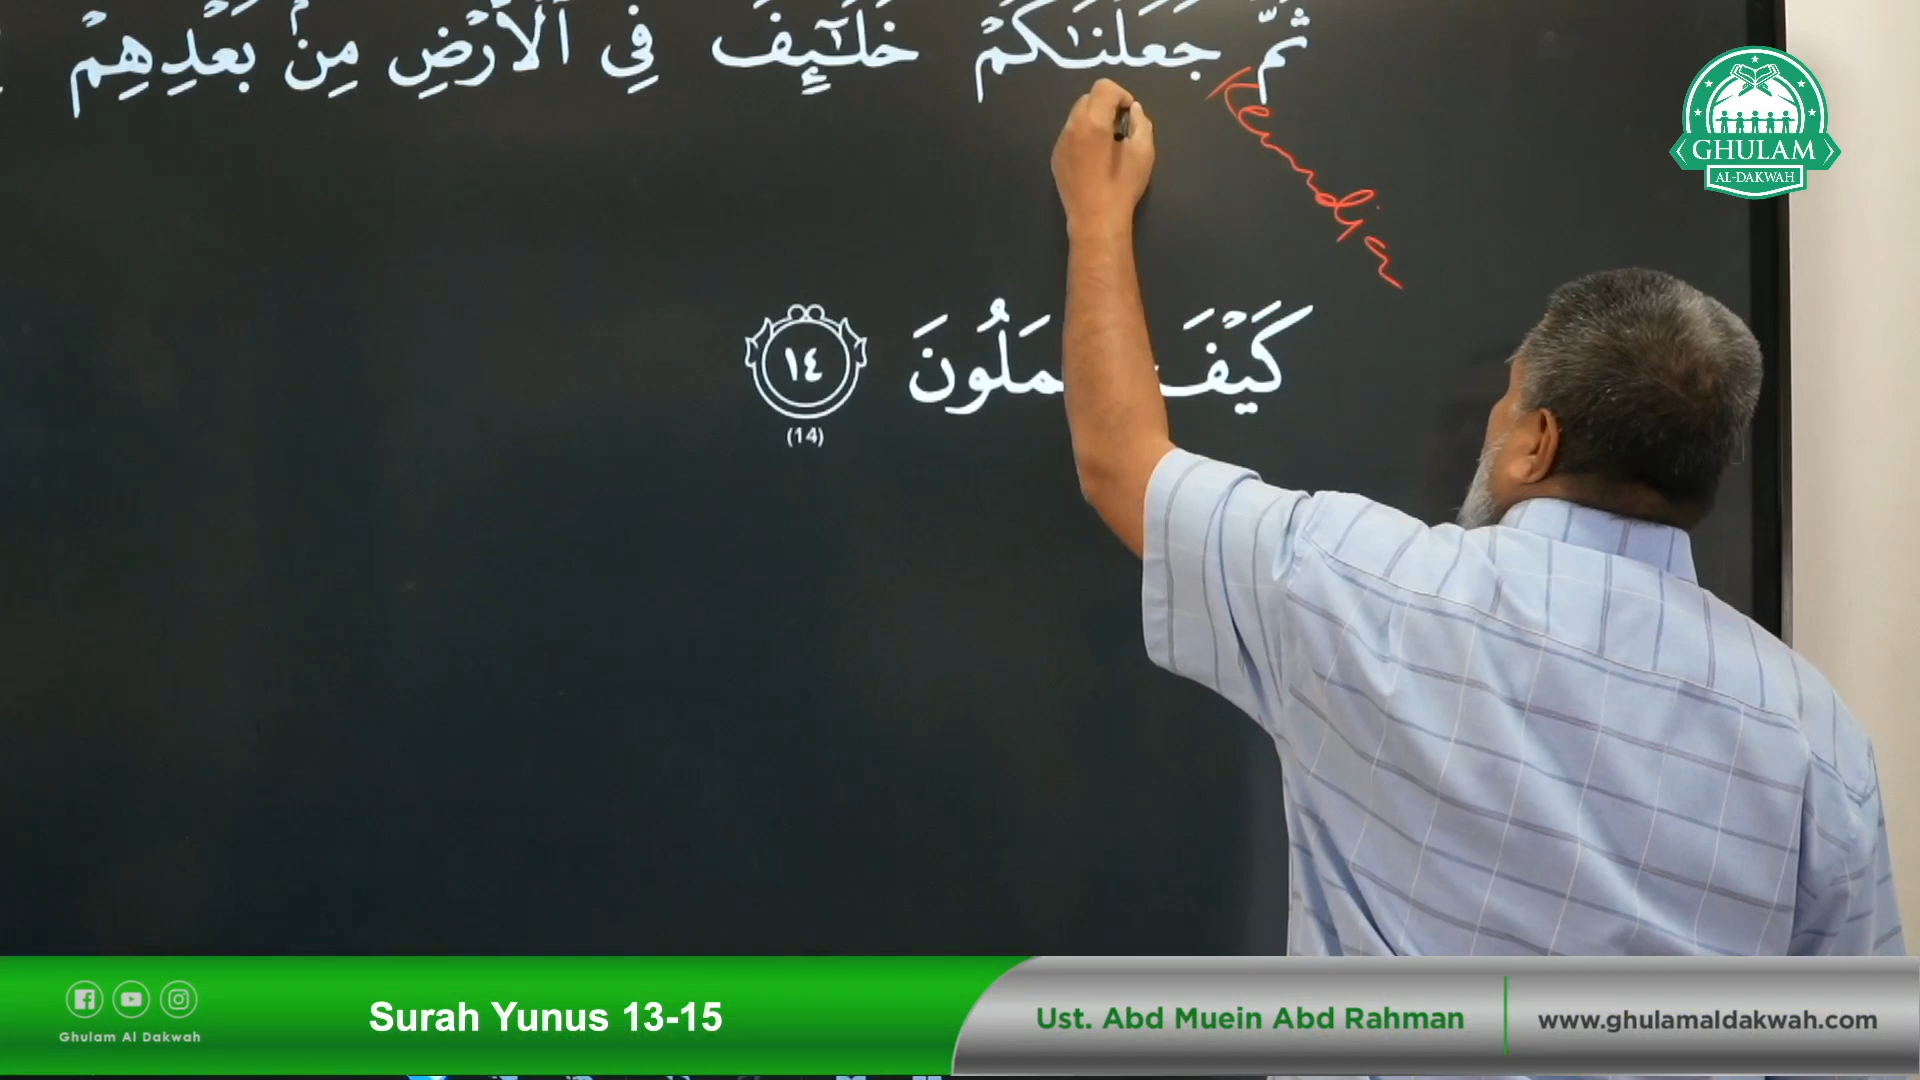 ثُمَّ جَعَلْنَـٰكُمْ خَلَـٰٓئِفَ فِى ٱلْأَرْضِ مِنۢ بَعْدِهِمْ
Kemudia
كَيْفَ
١٤
(14)
GHULAM
AL-DAKWAH
Ghulam Al Dakwah
Surah Yunus 13-15
Ust. Abd Muein Abd Rahman
www.ghulamaldakwah.com